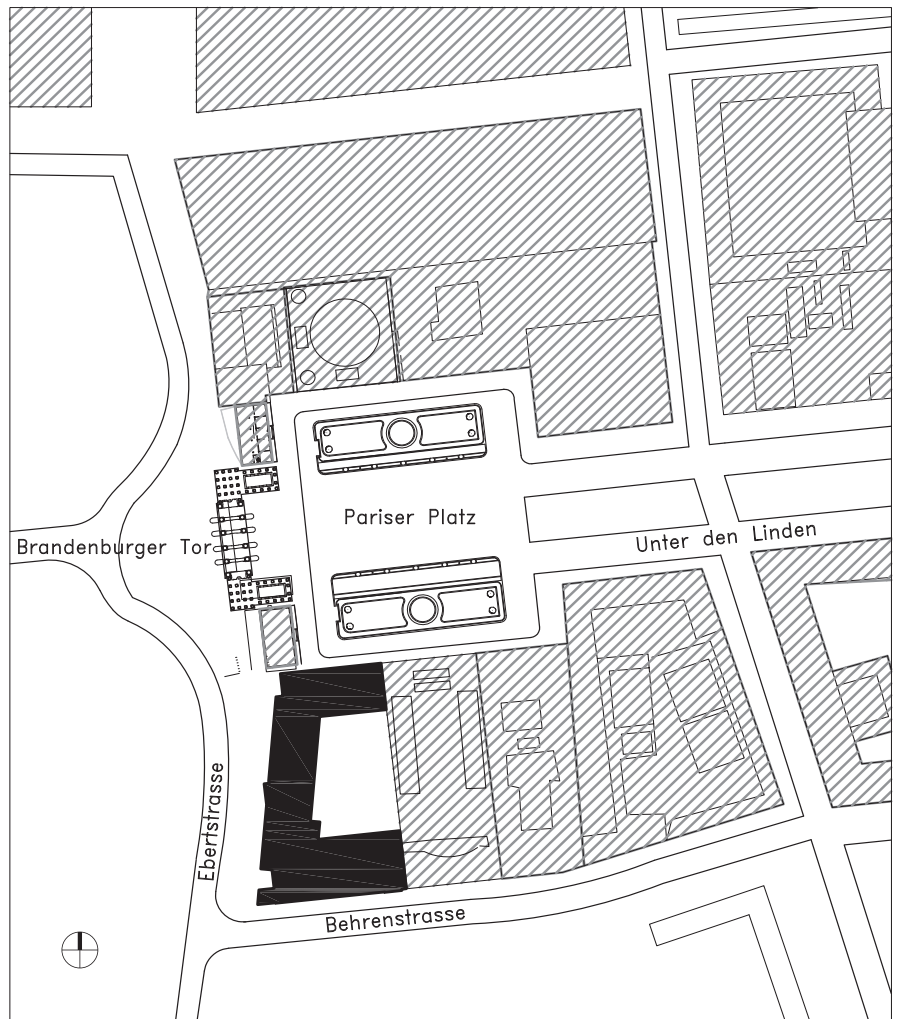 Pariser Platz
Unter den Linden
Brandenburger Tor
Ebertstrasse
Behrenstrasse